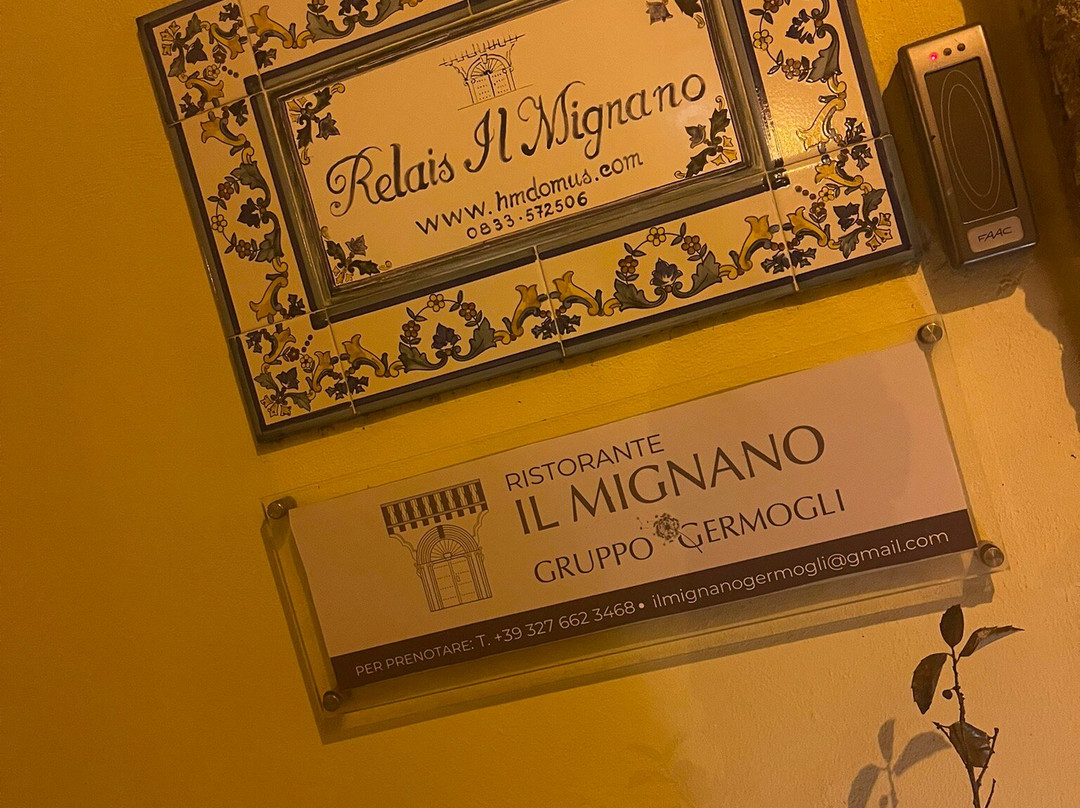 Relais Il Mignano
www.hmdomus.com
0833.572506
FAAC
RISTORANTE
IL MIGNANO
GRUPPO GERMOGLI
PER PRENOTARE: T. +39 327 662 3468 • ilmignanogermogli@gmail.com